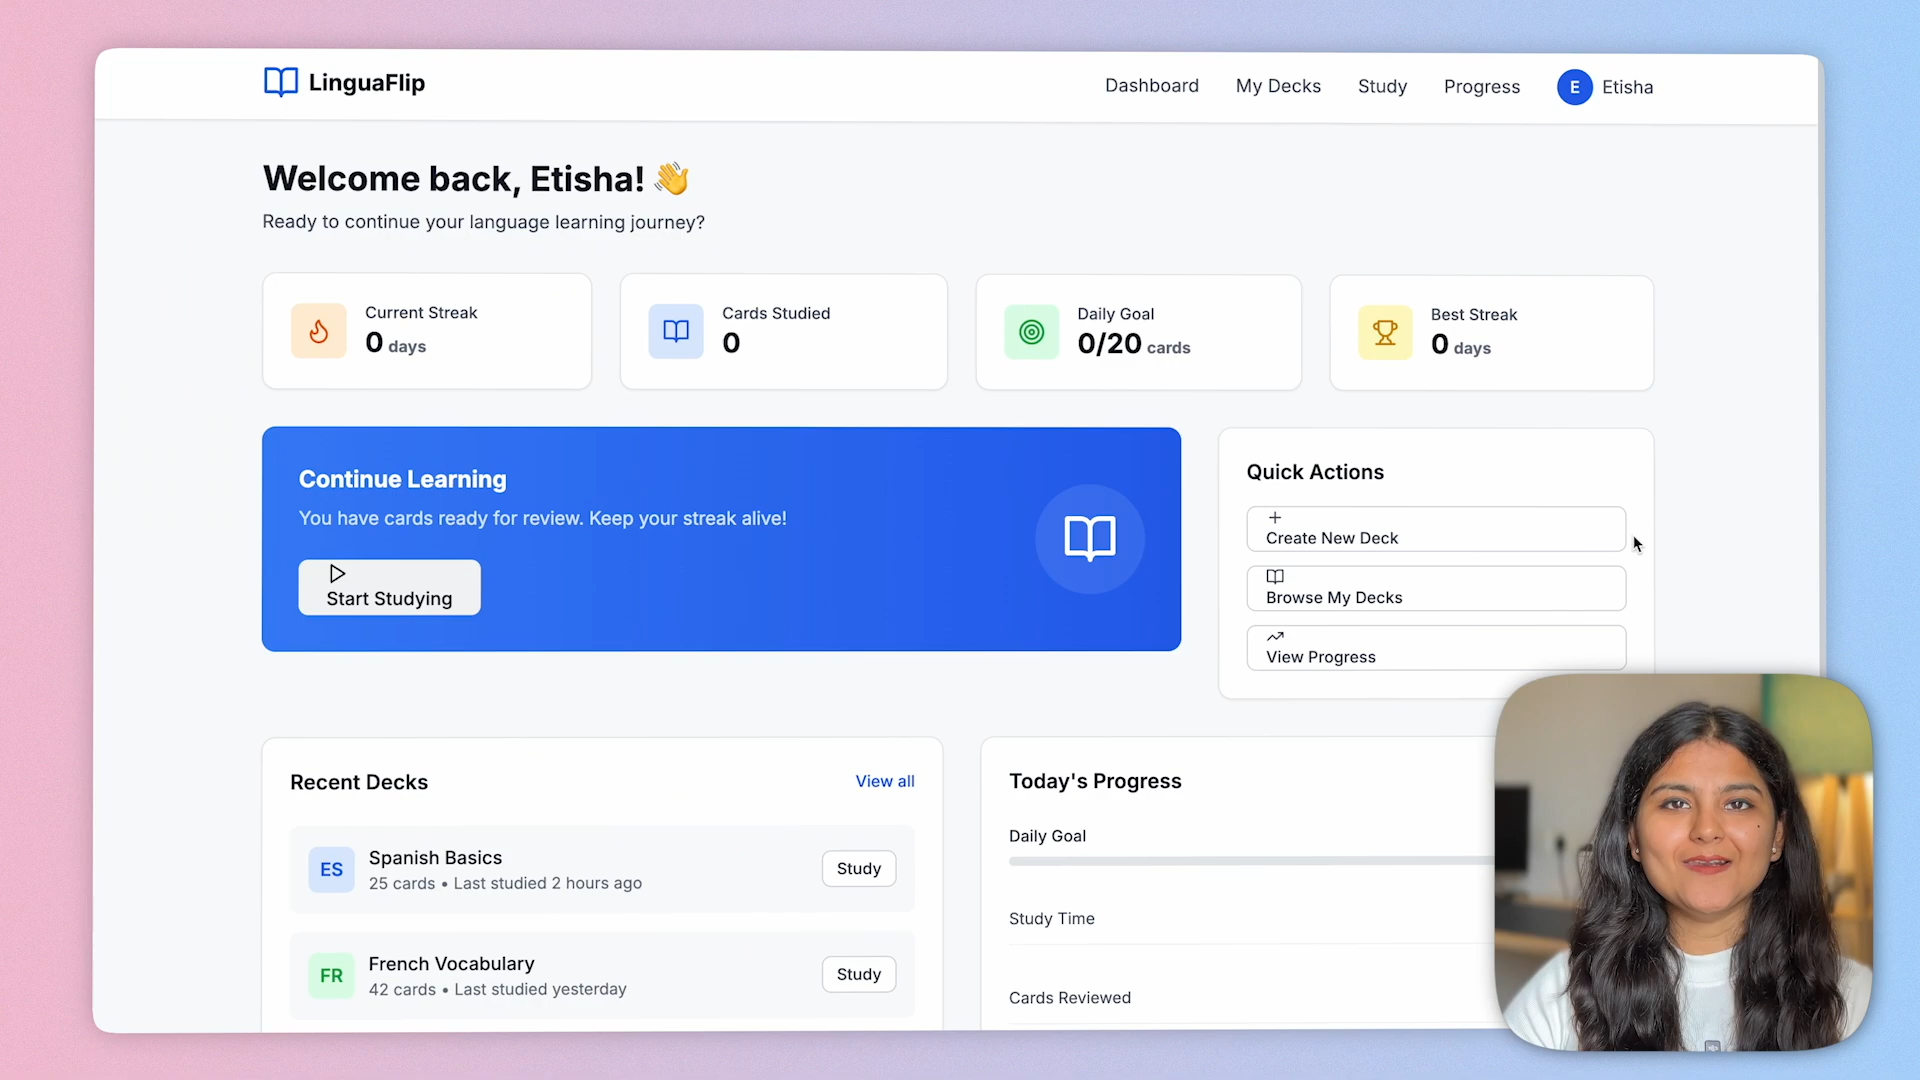 LinguaFlip
Dashboard
My Decks
Study
Progress
E
Etisha
Welcome back, Etisha! 👋
Ready to continue your language learning journey?
Current Streak
0 days
Cards Studied
0
Daily Goal
0/20 cards
Best Streak
0 days
Continue Learning
You have cards ready for review. Keep your streak alive!
Start Studying
Quick Actions
Create New Deck
Browse My Decks
View Progress
Recent Decks
View all
ES
Spanish Basics
25 cards • Last studied 2 hours ago
Study
FR
French Vocabulary
42 cards • Last studied yesterday
Study
Today's Progress
Daily Goal
Study Time
Cards Reviewed